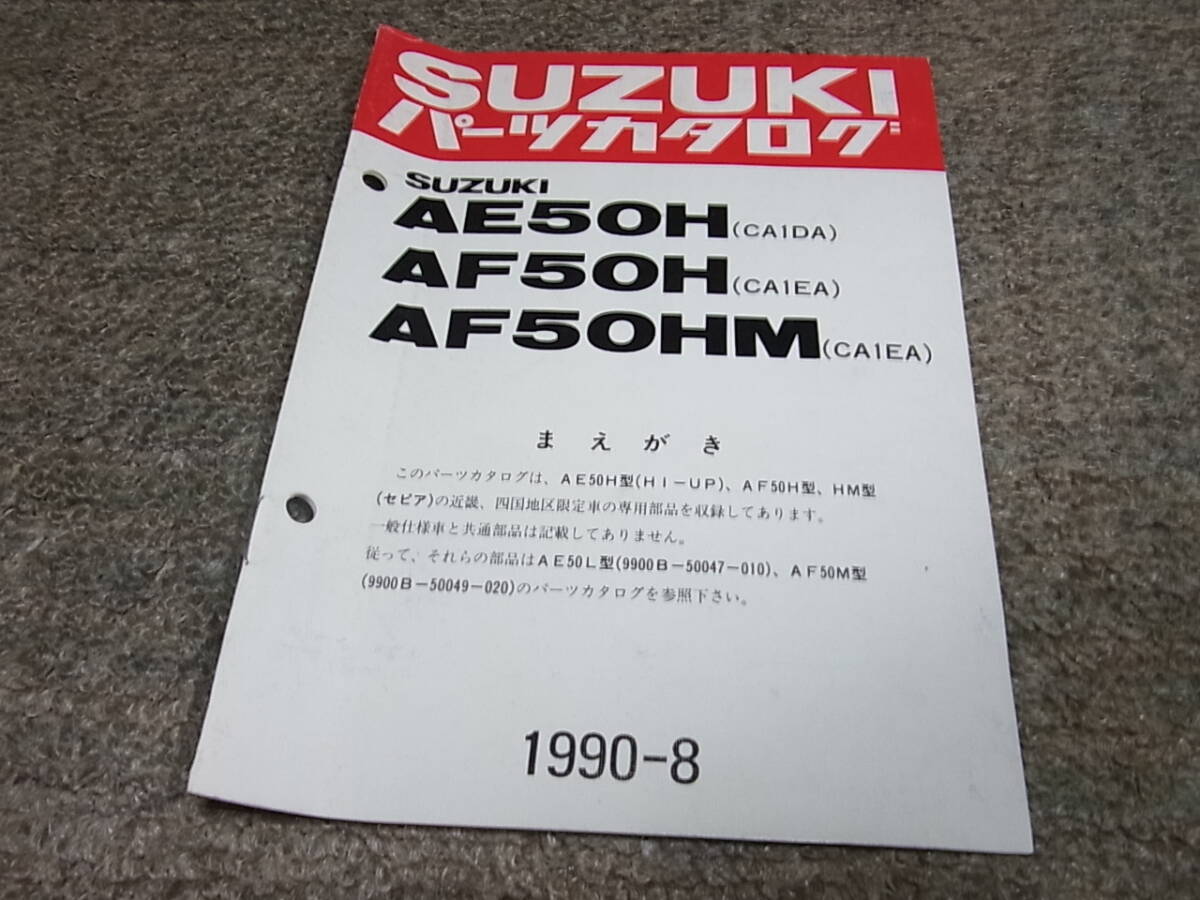 SUZUKI
パーツカタログ
SUZUKI
AE50H(CA1DA)
AF50H(CA1EA)
AF50HM(CA1EA)
まえがき
このパーツカタログは、AE50H型(HI-UP)、AF50H型、HM型
(セピア)の近畿、四国地区限定車の専用部品を収録してあります。
一般仕様車と共通部品は記載してありません。
従って、それらの部品はAE50L型(9900B-50047-010)、AF50M型
(9900B-50049-020)のパーツカタログを参照下さい。
1990-8